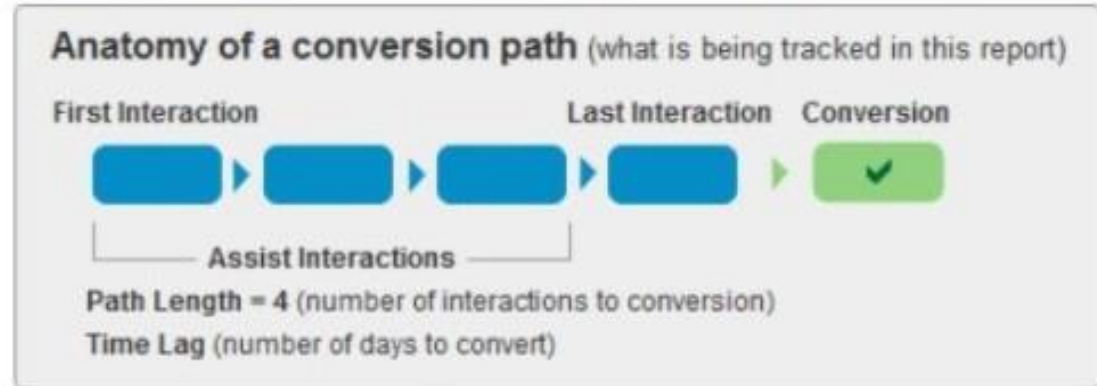 Anatomy of a conversion path (what is being tracked in this report)
First Interaction
Last Interaction
Conversion
Assist Interactions
Path Length = 4 (number of interactions to conversion)
Time Lag (number of days to convert)